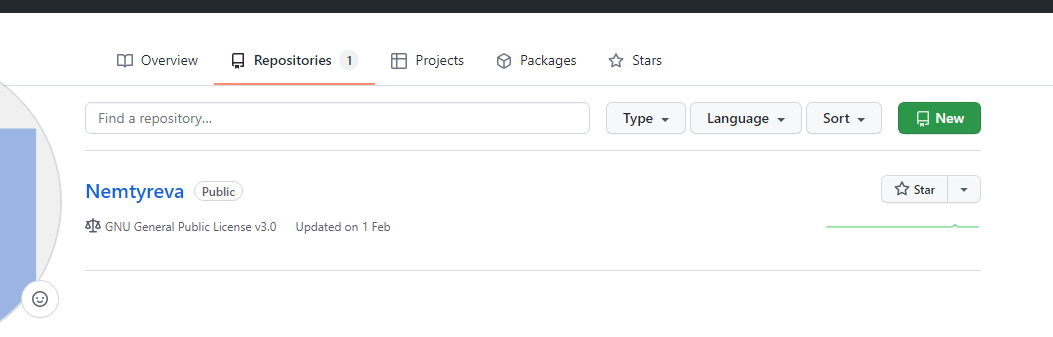 Overview Repositories 1 Projects Packages Stars
Find a repository... Type Language Sort New
Nemtyreva Public Star
GNU General Public License v3.0 Updated on 1 Feb